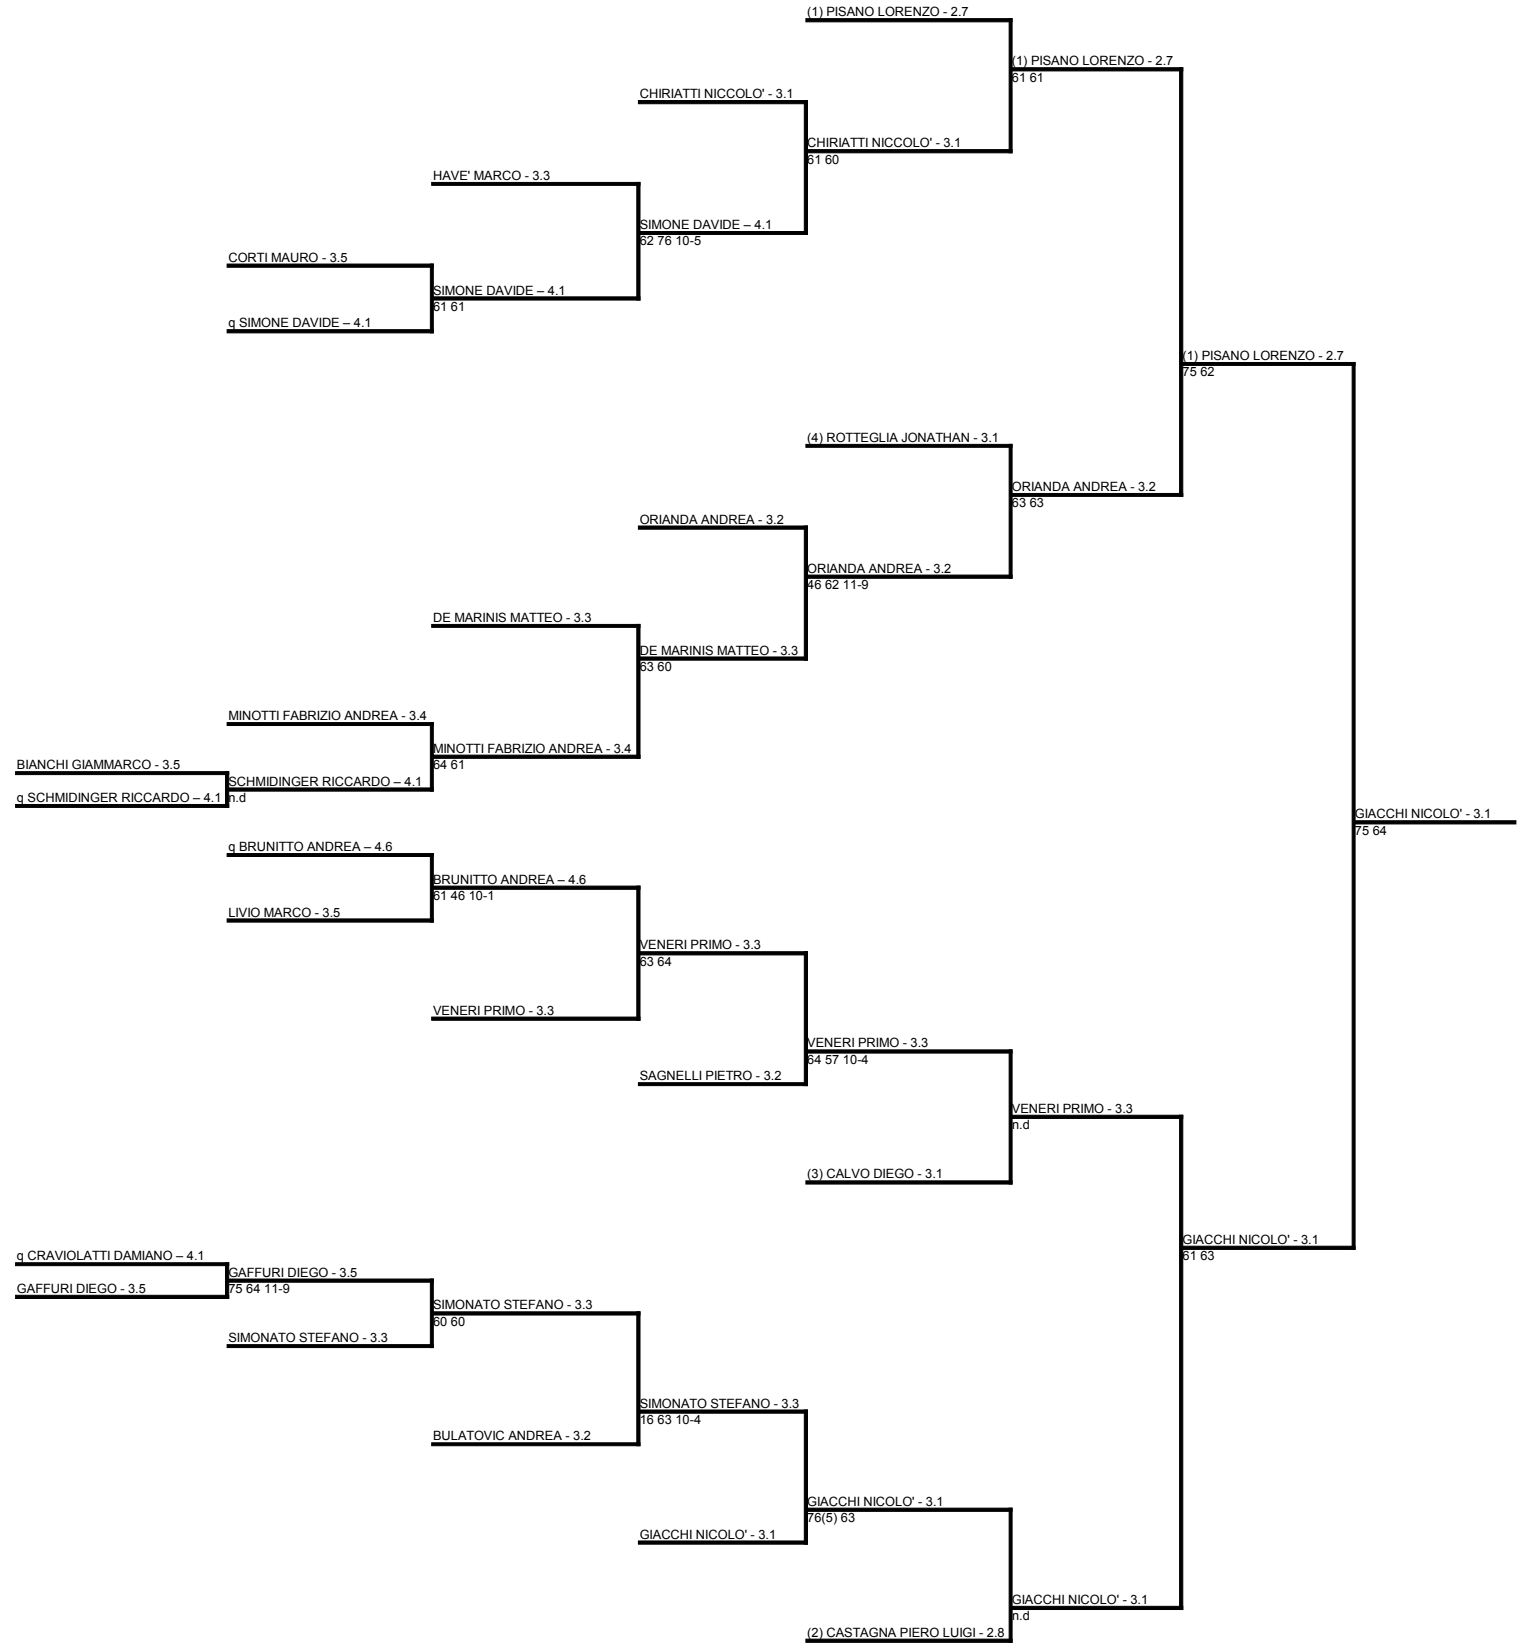 (1) PISANO LORENZO - 2.7
(1) PISANO LORENZO - 2.7
61 61
CHIRIATTI NICCOLO' - 3.1
CHIRIATTI NICCOLO' - 3.1
61 60
HAVE' MARCO - 3.3
SIMONE DAVIDE – 4.1
62 76 10-5
CORTI MAURO - 3.5
SIMONE DAVIDE – 4.1
61 61
q SIMONE DAVIDE – 4.1
(1) PISANO LORENZO - 2.7
75 62
(4) ROTTEGLIA JONATHAN - 3.1
ORIANDA ANDREA - 3.2
63 63
ORIANDA ANDREA - 3.2
ORIANDA ANDREA - 3.2
46 62 11-9
DE MARINIS MATTEO - 3.3
DE MARINIS MATTEO - 3.3
63 60
MINOTTI FABRIZIO ANDREA - 3.4
MINOTTI FABRIZIO ANDREA - 3.4
64 61
BIANCHI GIAMMARCO - 3.5
SCHMIDINGER RICCARDO – 4.1
q SCHMIDINGER RICCARDO – 4.1
n.d
GIACCHI NICOLO' - 3.1
75 64
q BRUNITTO ANDREA – 4.6
BRUNITTO ANDREA – 4.6
61 46 10-1
LIVIO MARCO - 3.5
VENERI PRIMO - 3.3
63 64
VENERI PRIMO - 3.3
VENERI PRIMO - 3.3
64 57 10-4
SAGNELLI PIETRO - 3.2
VENERI PRIMO - 3.3
n.d
(3) CALVO DIEGO - 3.1
GIACCHI NICOLO' - 3.1
61 63
q CRAVIOLATTI DAMIANO – 4.1
GAFFURI DIEGO - 3.5
GAFFURI DIEGO - 3.5
75 64 11-9
SIMONATO STEFANO - 3.3
60 60
SIMONATO STEFANO - 3.3
SIMONATO STEFANO - 3.3
16 63 10-4
BULATOVIC ANDREA - 3.2
GIACCHI NICOLO' - 3.1
76(5) 63
GIACCHI NICOLO' - 3.1
GIACCHI NICOLO' - 3.1
n.d
(2) CASTAGNA PIERO LUIGI - 2.8